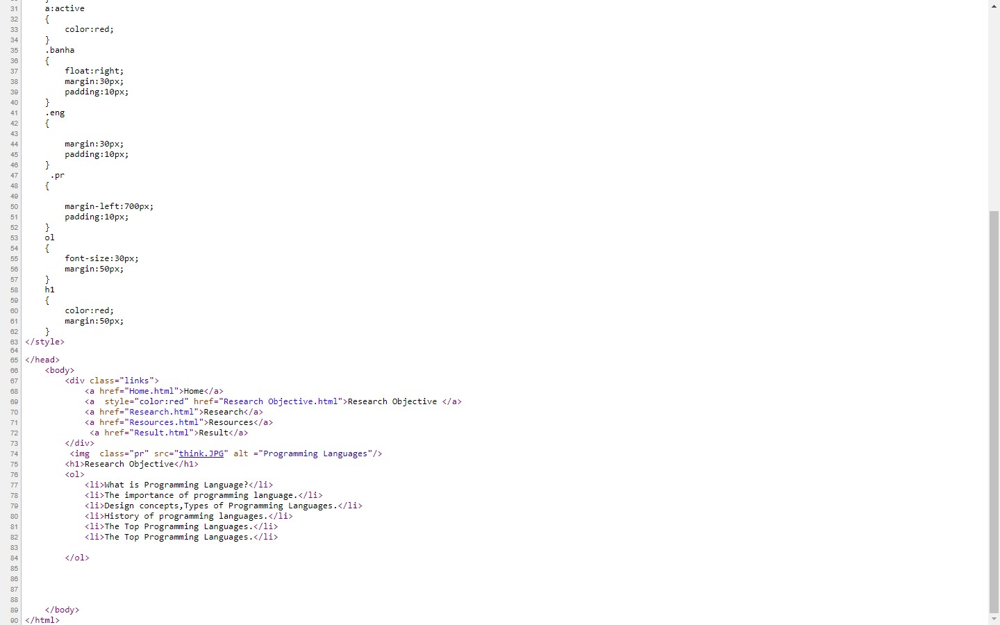 31 a:active
32 {
33 color:red;
34 }
35 .banha
36 {
37 float:right;
38 margin:30px;
39 padding:10px;
40 }
41 .eng
42 {
43
44 margin:30px;
45 padding:10px;
46 }
47 .pr
48 {
49
50 margin-left:700px;
51 padding:10px;
52 }
53 ol
54 {
55 font-size:30px;
56 margin:50px;
57 }
58 h1
59 {
60 color:red;
61 margin:50px;
62 }
63 </style>
64
65 </head>
66 <body>
67 <div class="links">
68 <a href="Home.html">Home</a>
69 <a  style="color:red" href="Research Objective.html">Research Objective </a>
70 <a href="Research.html">Research</a>
71 <a href="Resources.html">Resources</a>
72 <a href="Result.html">Result</a>
73 </div>
74 <img  class="pr" src="think.JPG" alt ="Programming Languages"/>
75 <h1>Research Objective</h1>
76 <ol>
77 <li>What is Programming Language?</li>
78 <li>The importance of programming language.</li>
79 <li>Design concepts,Types of Programming Languages.</li>
80 <li>History of programming languages.</li>
81 <li>The Top Programming Languages.</li>
82 <li>The Top Programming Languages.</li>
83
84 </ol>
85
86
87
88
89 </body>
90 </html>